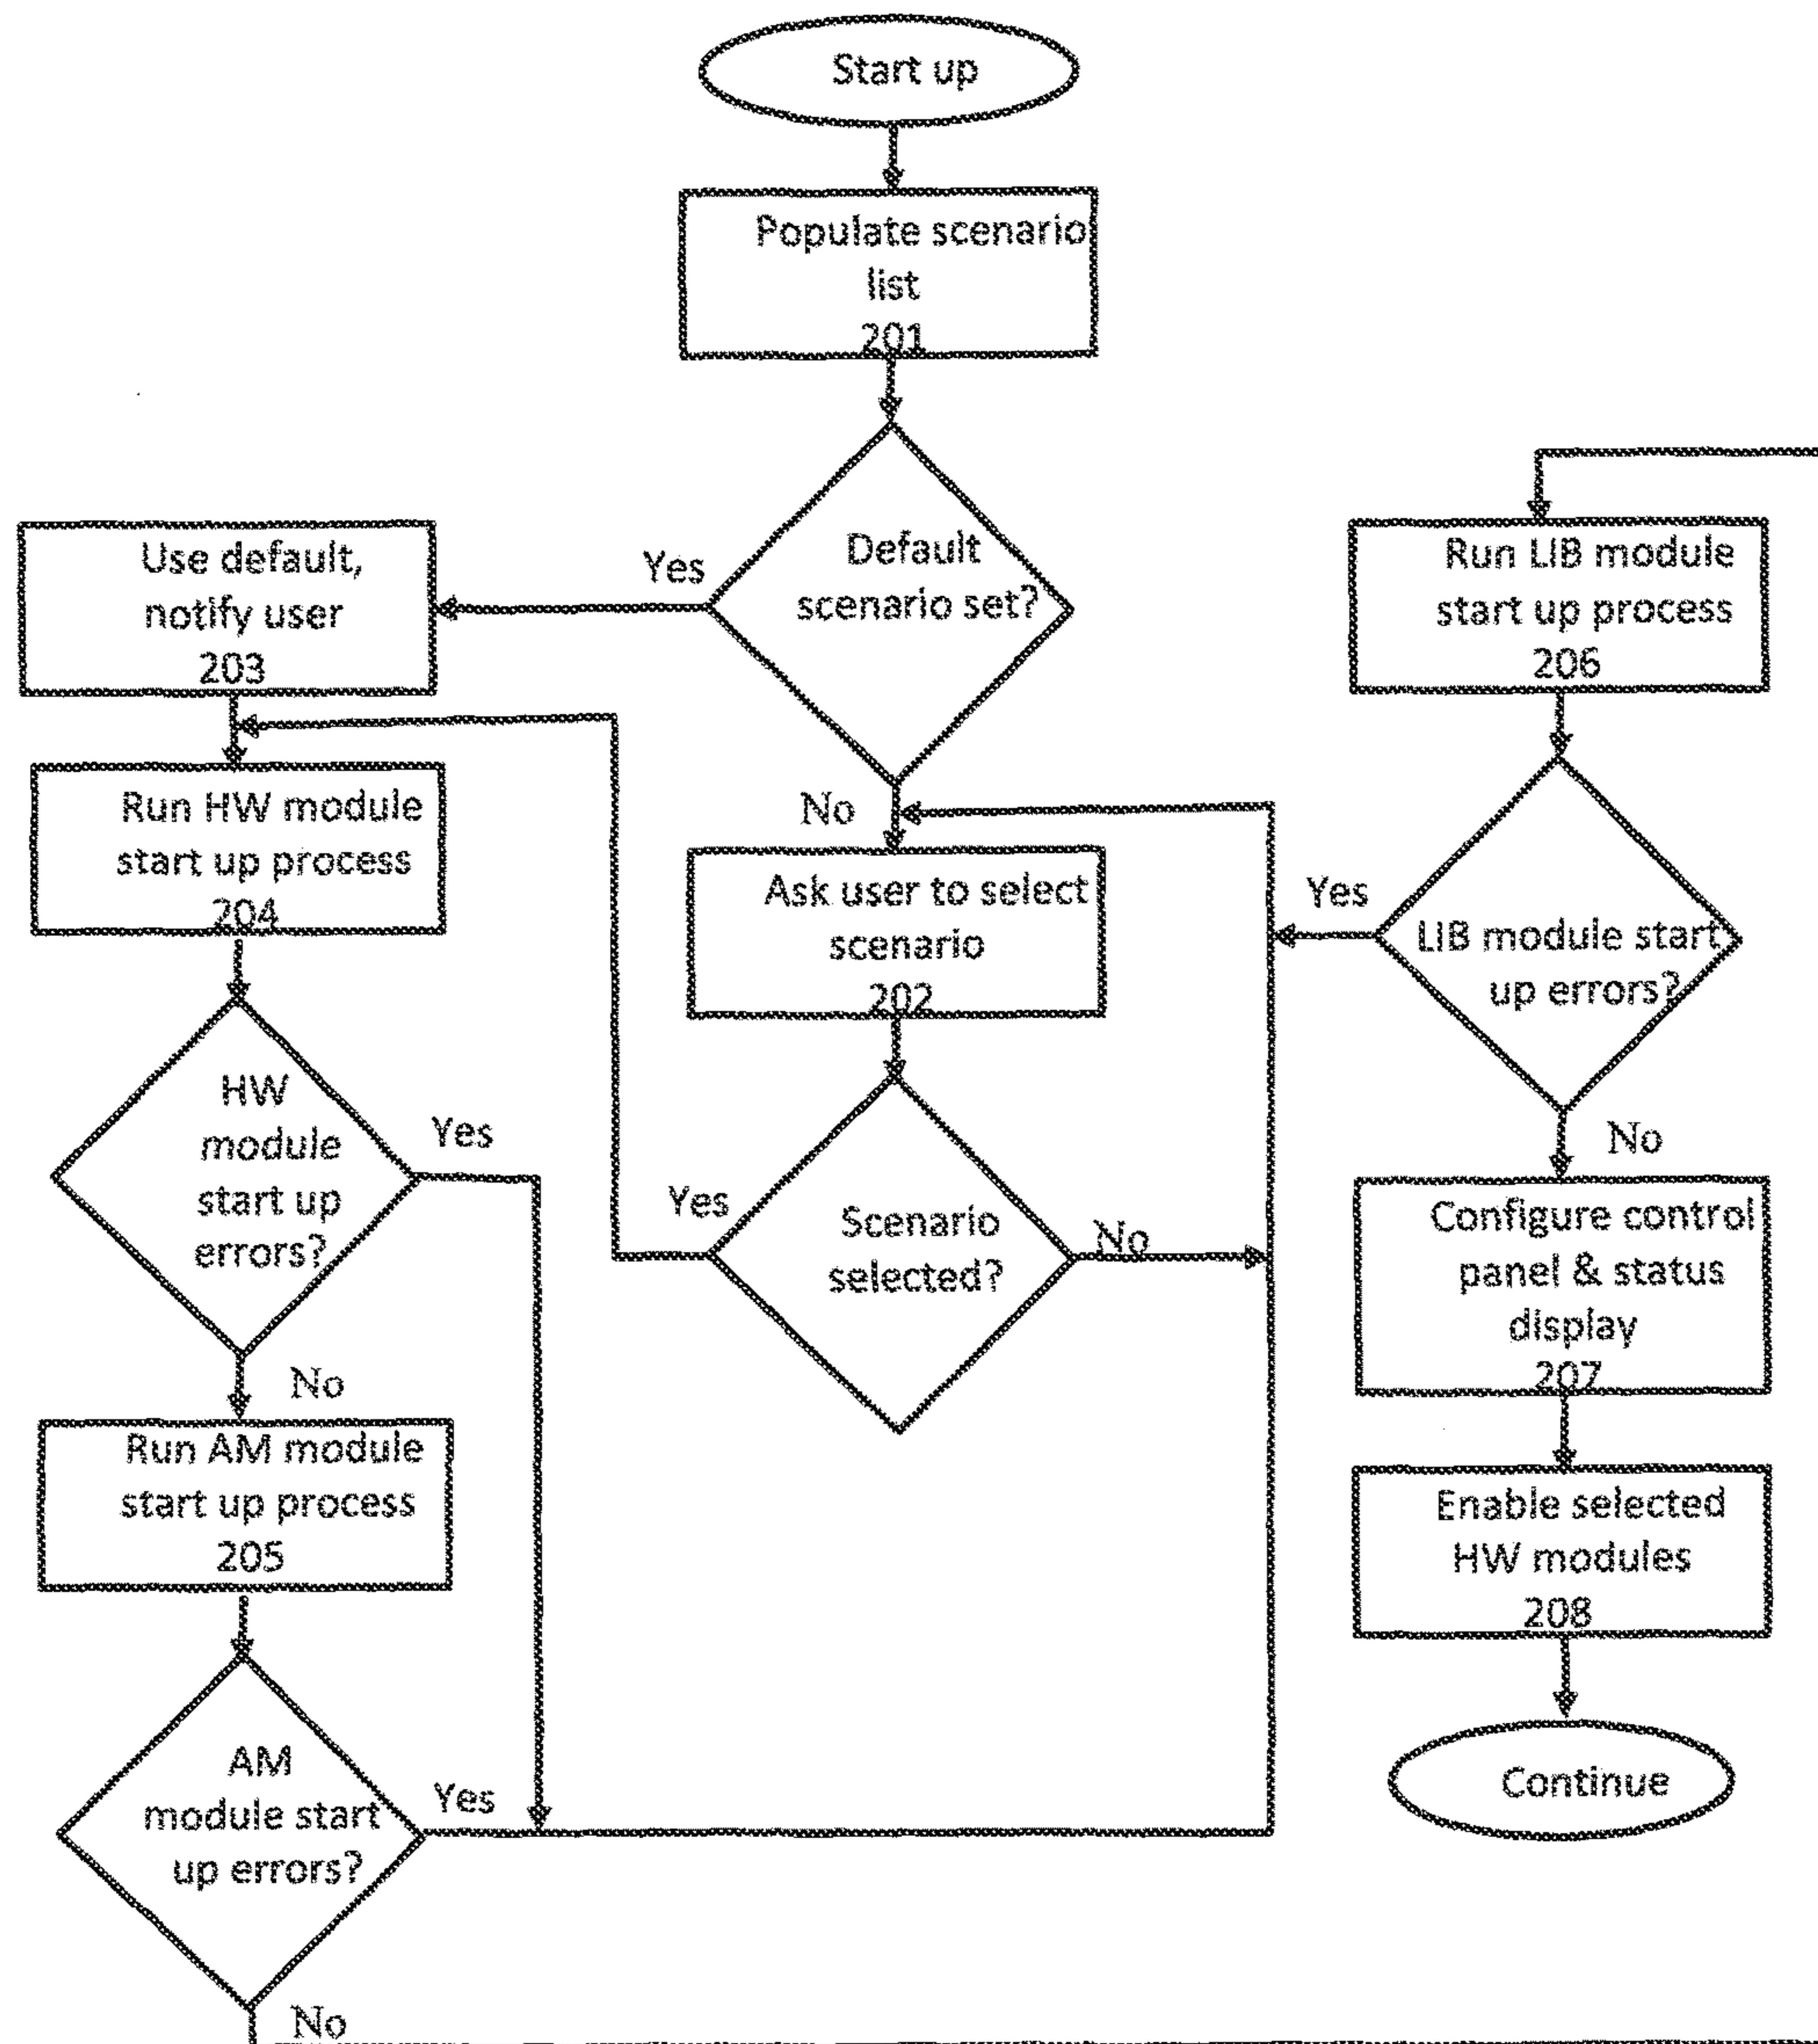 Start up
Populate scenario
list
201
Default
scenario set?
Yes
No
Use default,
notify user
203
Run HW module
start up process
204
HW
module
start up
errors?
Yes
No
Run AM module
start up process
205
AM
module start
up errors?
Yes
No
Ask user to select
scenario
202
Scenario
selected?
Yes
No
Run LIB module
start up process
206
LIB module start
up errors?
Yes
No
Configure control
panel & status
display
207
Enable selected
HW modules
208
Continue